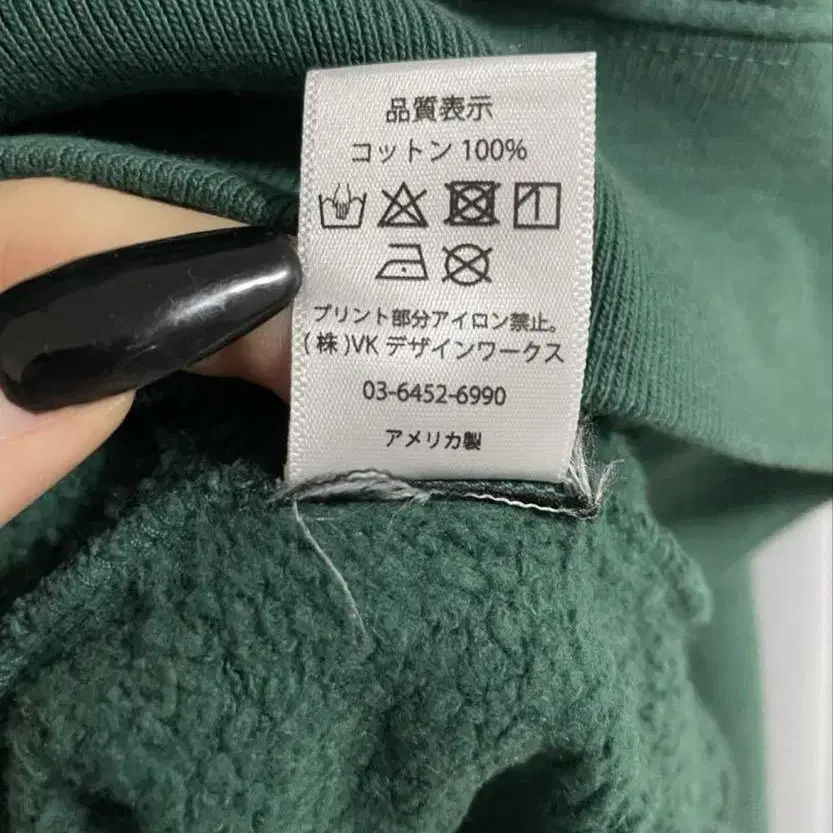 品質表示
コットン 100%
プリント部分アイロン禁止。
(株)VK デザインワークス
03-6452-6990
アメリカ製